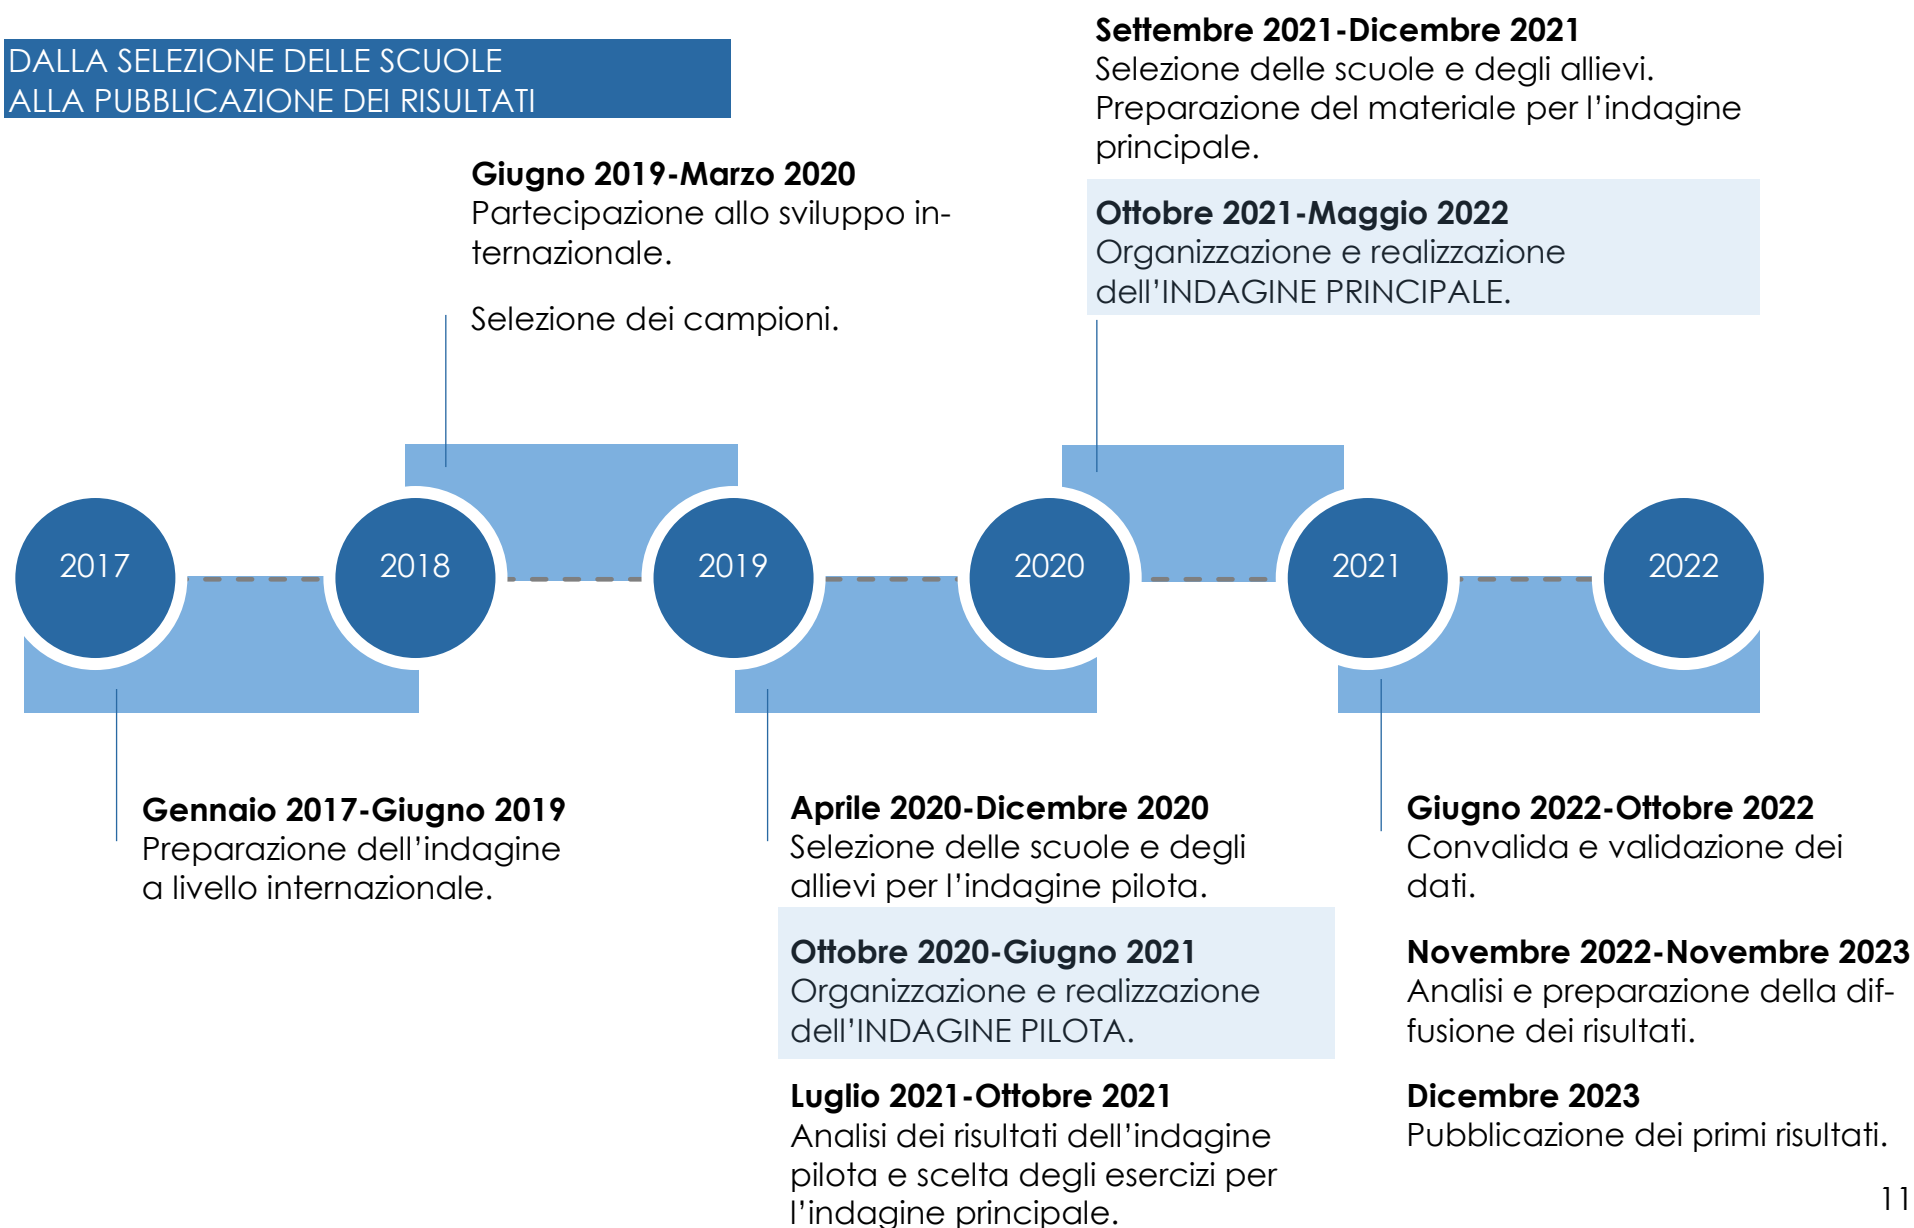 DALLA SELEZIONE DELLE SCUOLE
ALLA PUBBLICAZIONE DEI RISULTATI
Giugno 2019-Marzo 2020
Partecipazione allo sviluppo in-
ternazionale.
Selezione dei campioni.
Settembre 2021-Dicembre 2021
Selezione delle scuole e degli allievi.
Preparazione del materiale per l’indagine
principale.
Ottobre 2021-Maggio 2022
Organizzazione e realizzazione
dell’INDAGINE PRINCIPALE.
2017
2018
2019
2020
2021
2022
Gennaio 2017-Giugno 2019
Preparazione dell’indagine
a livello internazionale.
Aprile 2020-Dicembre 2020
Selezione delle scuole e degli
allievi per l’indagine pilota.
Ottobre 2020-Giugno 2021
Organizzazione e realizzazione
dell’INDAGINE PILOTA.
Luglio 2021-Ottobre 2021
Analisi dei risultati dell’indagine
pilota e scelta degli esercizi per
l’indagine principale.
Giugno 2022-Ottobre 2022
Convalida e validazione dei
dati.
Novembre 2022-Novembre 2023
Analisi e preparazione della dif-
fusione dei risultati.
Dicembre 2023
Pubblicazione dei primi risultati.
11